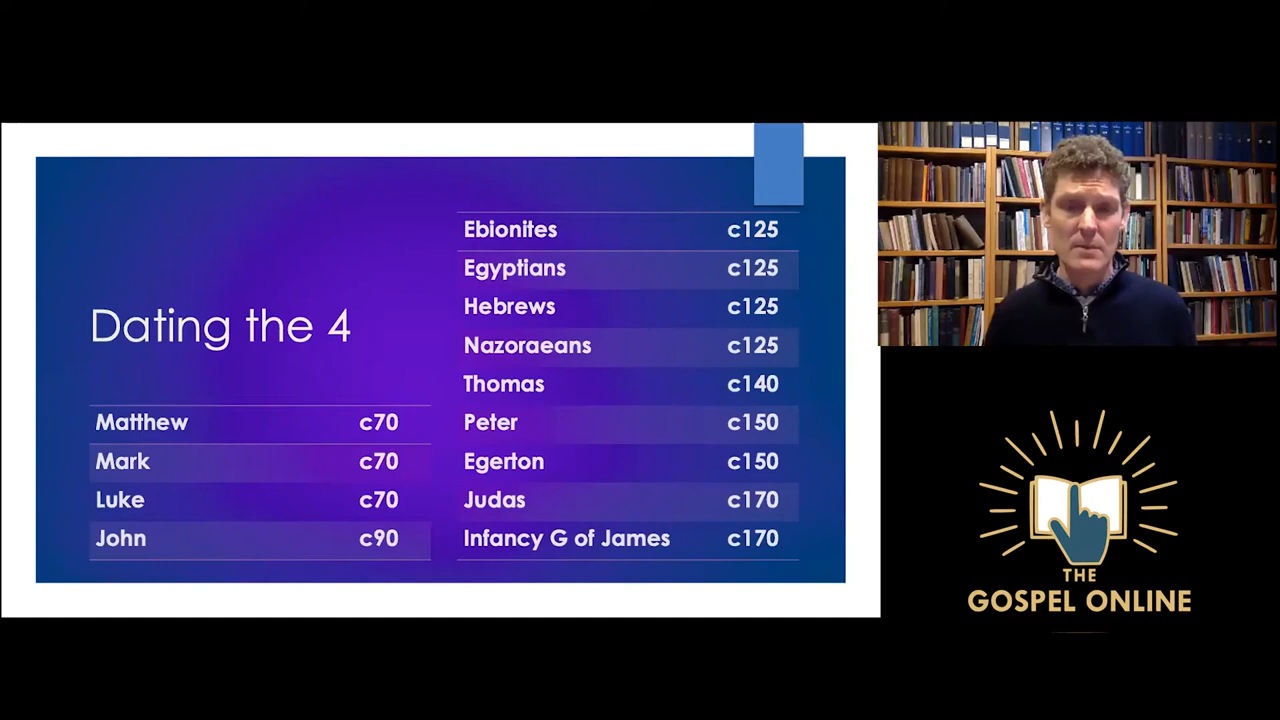 Dating the 4
Matthew c70
Mark c70
Luke c70
John c90
Ebionites c125
Egyptians c125
Hebrews c125
Nazoraeans c125
Thomas c140
Peter c150
Egerton c150
Judas c170
Infancy G of James c170
THE
GOSPEL ONLINE